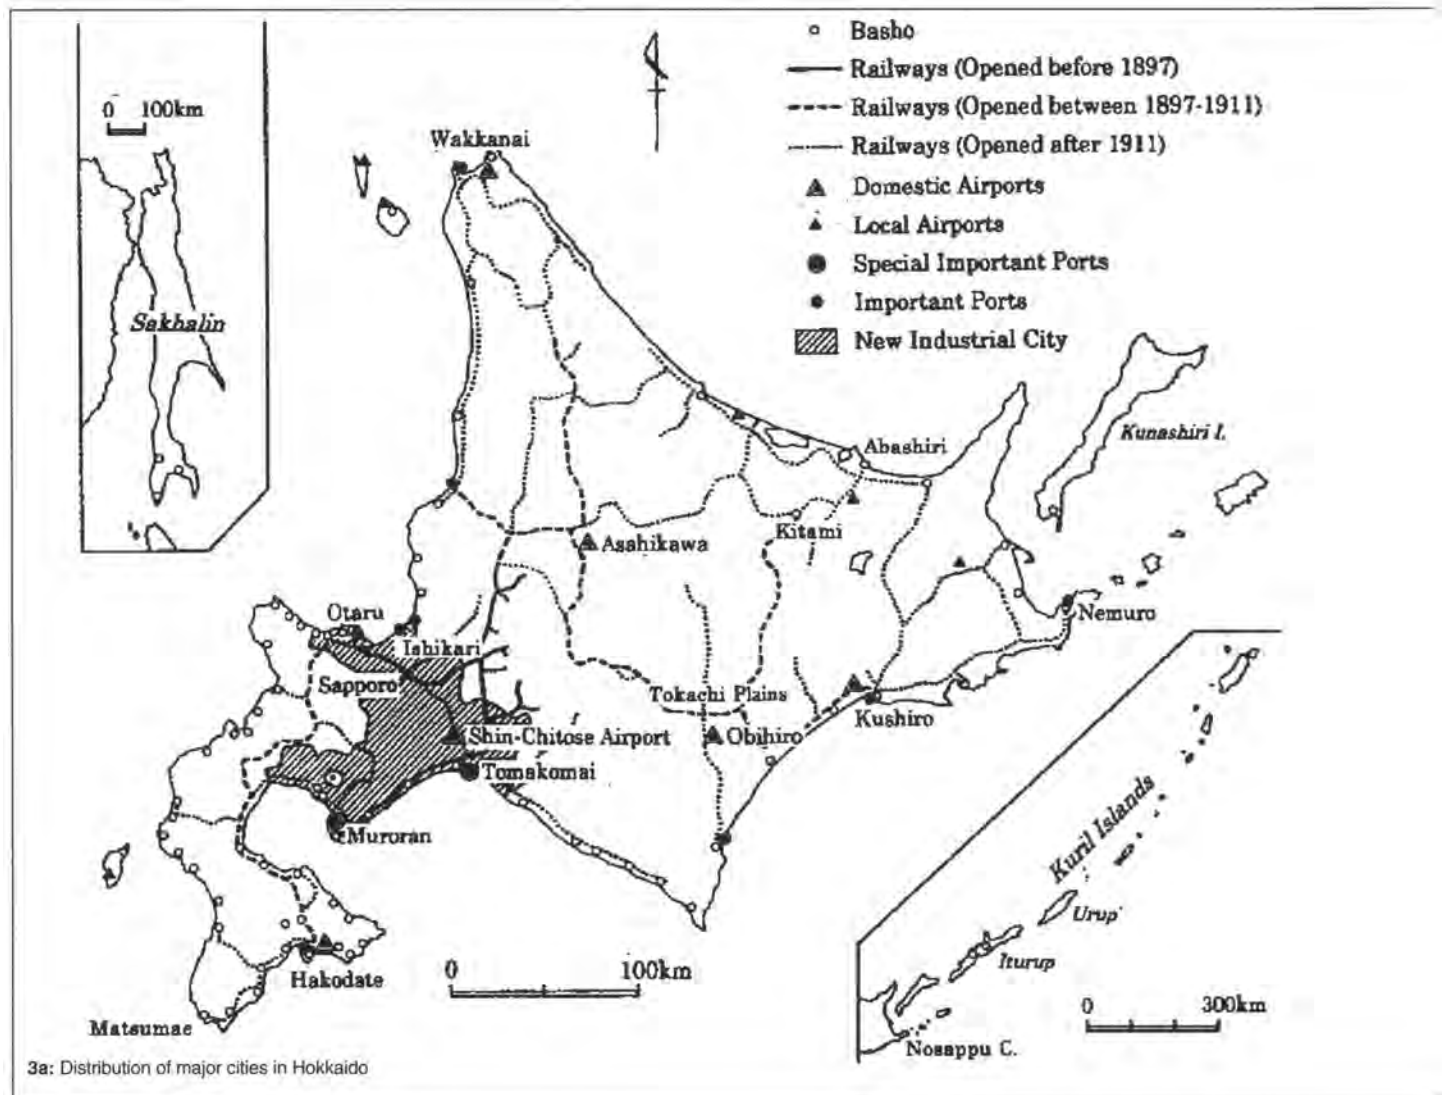 Basho
Railways (Opened before 1897)
Railways (Opened between 1897-1911)
Railways (Opened after 1911)
Domestic Airports
Local Airports
Special Important Ports
Important Ports
New Industrial City
0 100km
Sakhalin
Wakkanai
Kunashiri I.
Abashiri
Kitami
Asahikawa
Nemuro
Otaru
Ishikari
Sapporo
Tokachi Plains
Kushiro
Shin-Chitose Airport
Obihiro
Tomakomai
Muroran
Kuril Islands
Urup
Iturup
0 100km
Hakodate
0 300km
Matsumae
Nosappu C.
3a: Distribution of major cities in Hokkaido